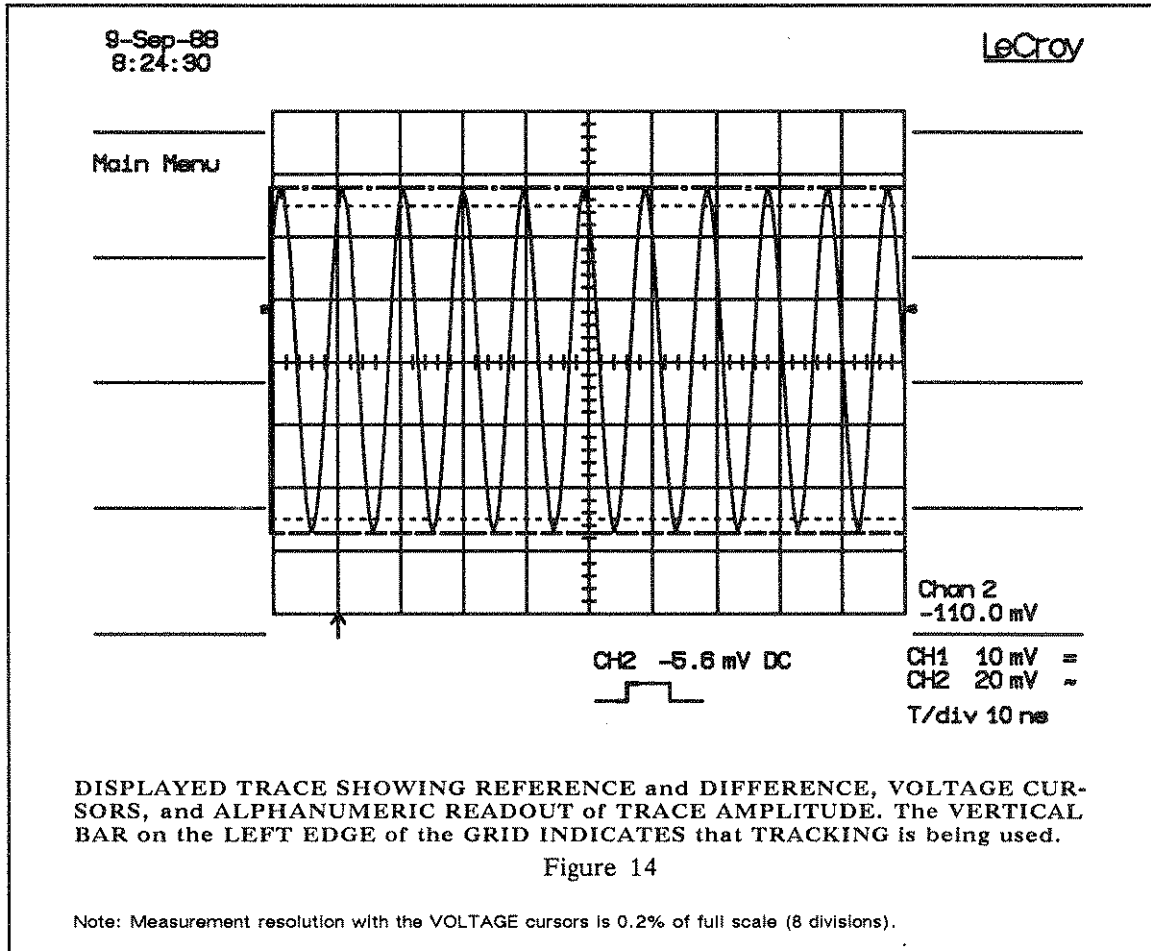 9-Sep-88
8:24:30
LeCroy
Main Menu
Chan 2
-110.0 mV
CH2 -5.6 mV DC
CH1 10 mV =
CH2 20 mV ≈
T/div 10 ns
DISPLAYED TRACE SHOWING REFERENCE and DIFFERENCE, VOLTAGE CUR-
SORS, and ALPHANUMERIC READOUT of TRACE AMPLITUDE. The VERTICAL
BAR on the LEFT EDGE of the GRID INDICATES that TRACKING is being used.
Figure 14
Note: Measurement resolution with the VOLTAGE cursors is 0.2% of full scale (8 divisions).